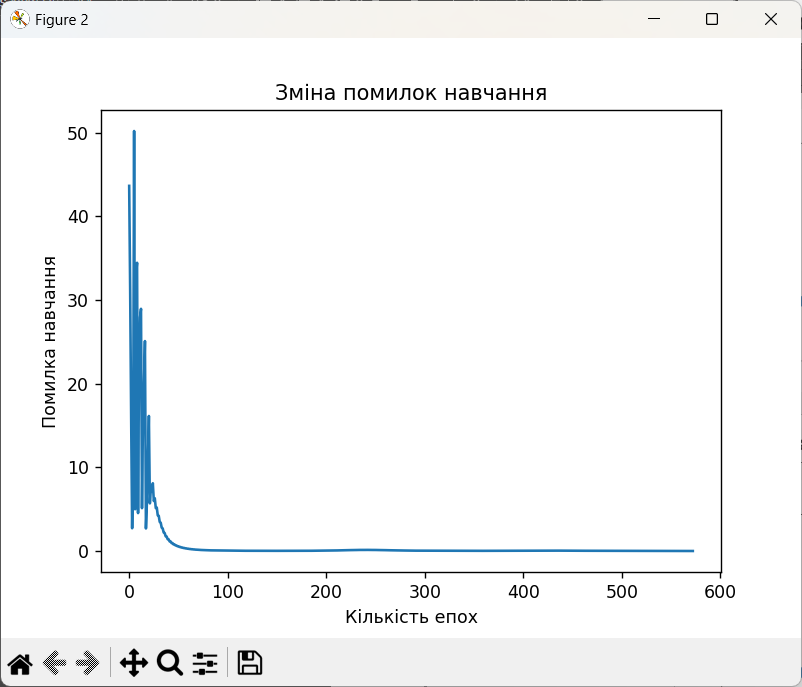 Figure 2
Зміна помилок навчання
50
40
30
20
10
0
Помилка навчання
0 100 200 300 400 500 600
Кількість епох